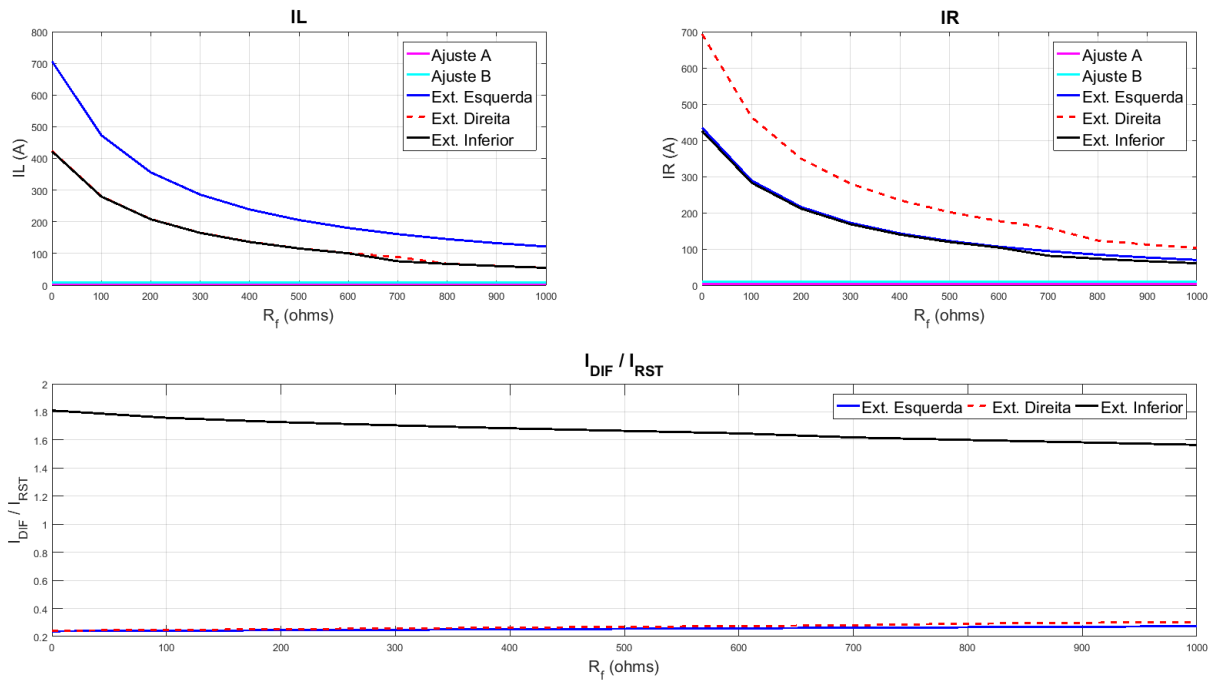 IL
IL (A)
800
700
600
500
400
300
200
100
0
Ajuste A
Ajuste B
Ext. Esquerda
Ext. Direita
Ext. Inferior
0 100 200 300 400 500 600 700 800 900 1000
R_f (ohms)
IR
IR (A)
700
600
500
400
300
200
100
0
Ajuste A
Ajuste B
Ext. Esquerda
Ext. Direita
Ext. Inferior
0 100 200 300 400 500 600 700 800 900 1000
R_f (ohms)
I_DIF / I_RST
I_DIF / I_RST
2
1.8
1.6
1.4
1.2
1
0.8
0.6
0.4
0.2
Ext. Esquerda Ext. Direita Ext. Inferior
0 100 200 300 400 500 600 700 800 900 1000
R_f (ohms)